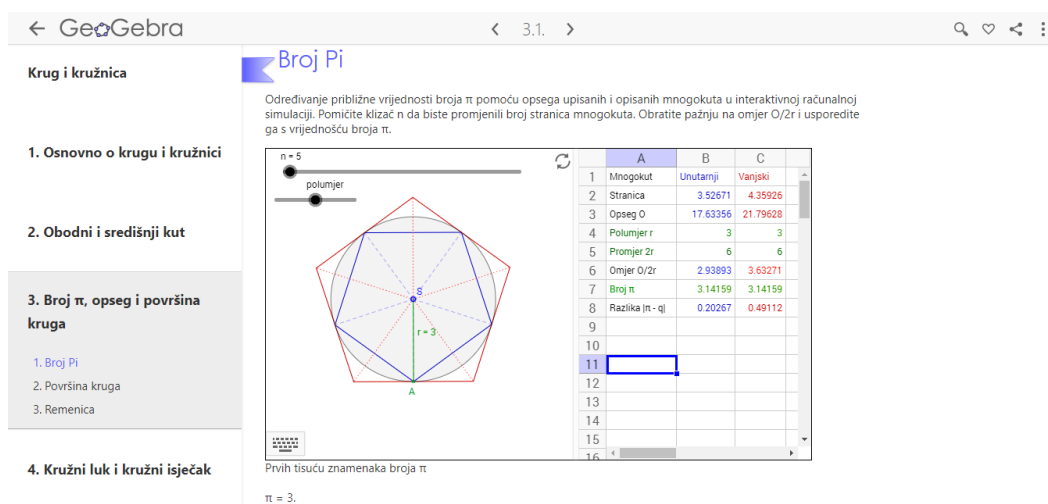 GeoGebra
3.1.
Krug i kružnica
1. Osnovno o krugu i kružnici
2. Obodni i središnji kut
3. Broj π, opseg i površina
kruga
1. Broj Pi
2. Površina kruga
3. Remenica
4. Kružni luk i kružni isječak
Broj Pi
Određivanje približne vrijednosti broja π pomoću opsega upisanih i opisanih mnogokuta u interaktivnoj računalnoj
simulaciji. Pomičite klizač n da biste promjenili broj stranica mnogokuta. Obratite pažnju na omjer O/2r i usporedite
ga s vrijednošću broja π.
n = 5
polumjer
S
r = 3
A
A B C
1 Mnogokut Unutarnji Vanjski
2 Stranica 3.52671 4.35926
3 Opseg O 17.63356 21.79628
4 Polumjer r 3 3
5 Promjer 2r 6 6
6 Omjer O/2r 2.93893 3.63271
7 Broj π 3.14159 3.14159
8 Razlika |π - q| 0.20267 0.49112
9
10
11
12
13
14
15
16
Prvih tisuću znamenaka broja π
π = 3.